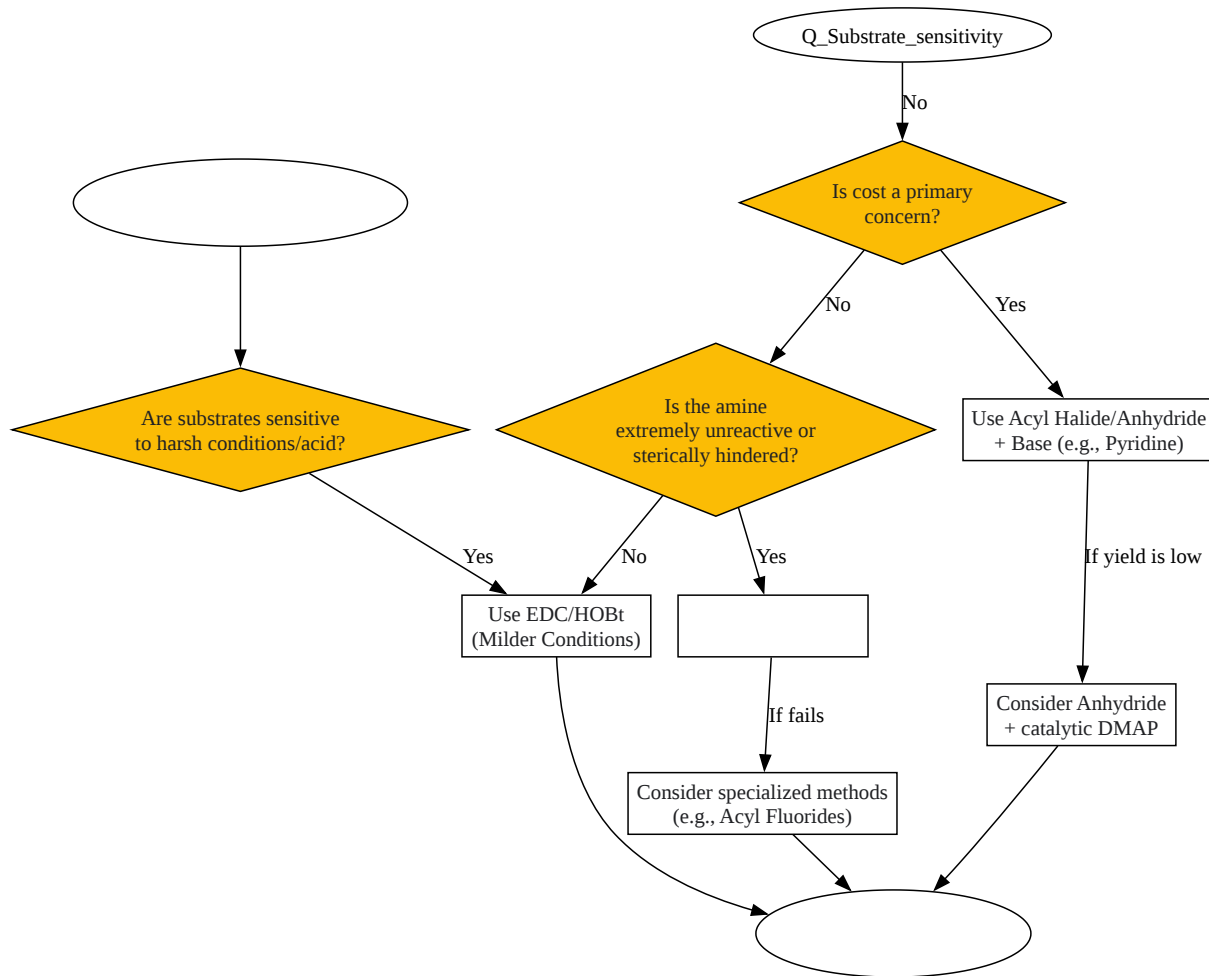 Q_Substrate_sensitivity
No
Is cost a primary
concern?
No
Yes
Are substrates sensitive
to harsh conditions/acid?
Is the amine
extremely unreactive or
sterically hindered?
Use Acyl Halide/Anhydride
+ Base (e.g., Pyridine)
Yes
No
Yes
If yield is low
Use EDC/HOBt
(Milder Conditions)
If fails
Consider Anhydride
+ catalytic DMAP
Consider specialized methods
(e.g., Acyl Fluorides)